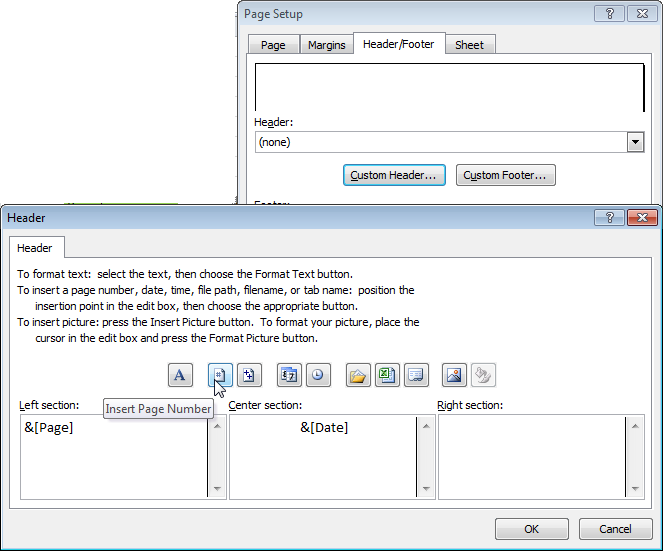 Page Setup
Page Margins Header/Footer Sheet
Header:
(none)
Custom Header... Custom Footer...
Footer:
Header
Header
To format text: select the text, then choose the Format Text button.
To insert a page number, date, time, file path, filename, or tab name: position the
insertion point in the edit box, then choose the appropriate button.
To insert picture: press the Insert Picture button. To format your picture, place the
cursor in the edit box and press the Format Picture button.
A
Insert Page Number
Left section: Center section: Right section:
&[Page] &[Date]
OK Cancel